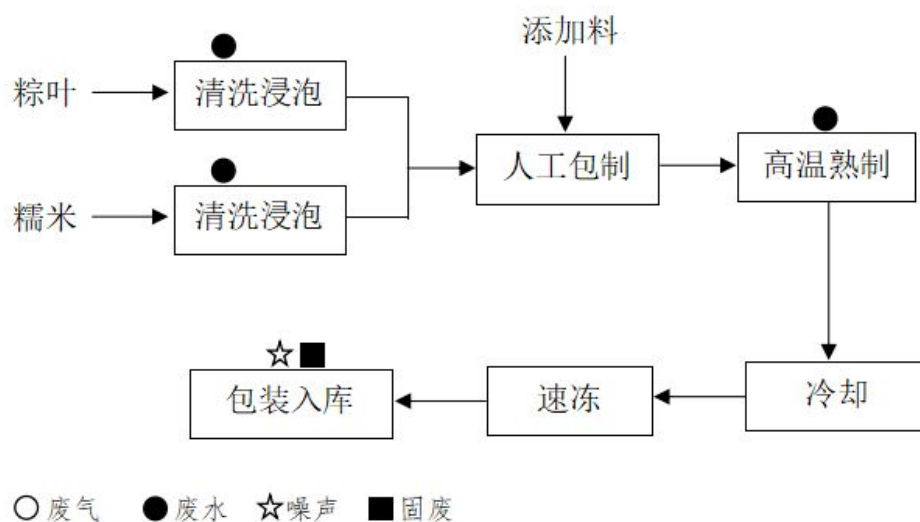 添加料
粽叶
清洗浸泡
人工包制
高温熟制
糯米
清洗浸泡
包装入库
速冻
冷却
○废气 ●废水 ☆噪声 ■固废